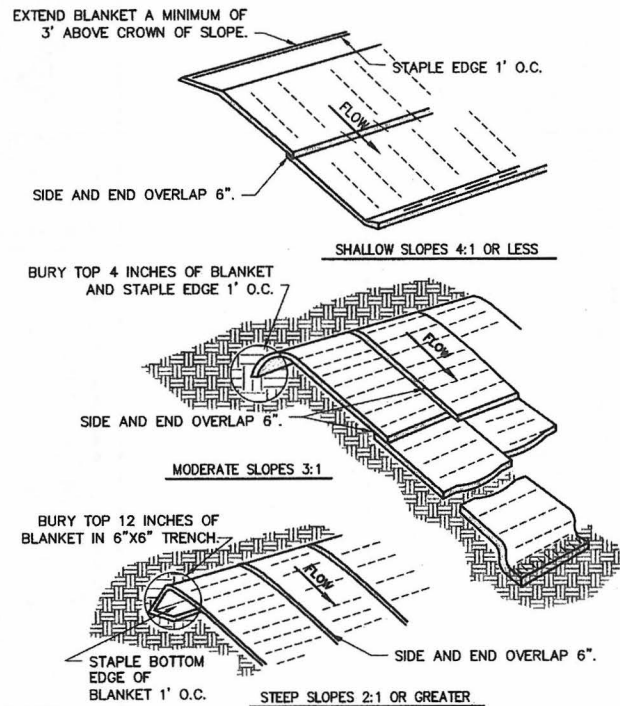 EXTEND BLANKET A MINIMUM OF
3' ABOVE CROWN OF SLOPE.
STAPLE EDGE 1' O.C.
FLOW
SIDE AND END OVERLAP 6".
SHALLOW SLOPES 4:1 OR LESS
BURY TOP 4 INCHES OF BLANKET
AND STAPLE EDGE 1' O.C.
FLOW
SIDE AND END OVERLAP 6".
MODERATE SLOPES 3:1
BURY TOP 12 INCHES OF
BLANKET IN 6"X6" TRENCH.
FLOW
STAPLE BOTTOM
EDGE OF
BLANKET 1' O.C.
SIDE AND END OVERLAP 6".
STEEP SLOPES 2:1 OR GREATER